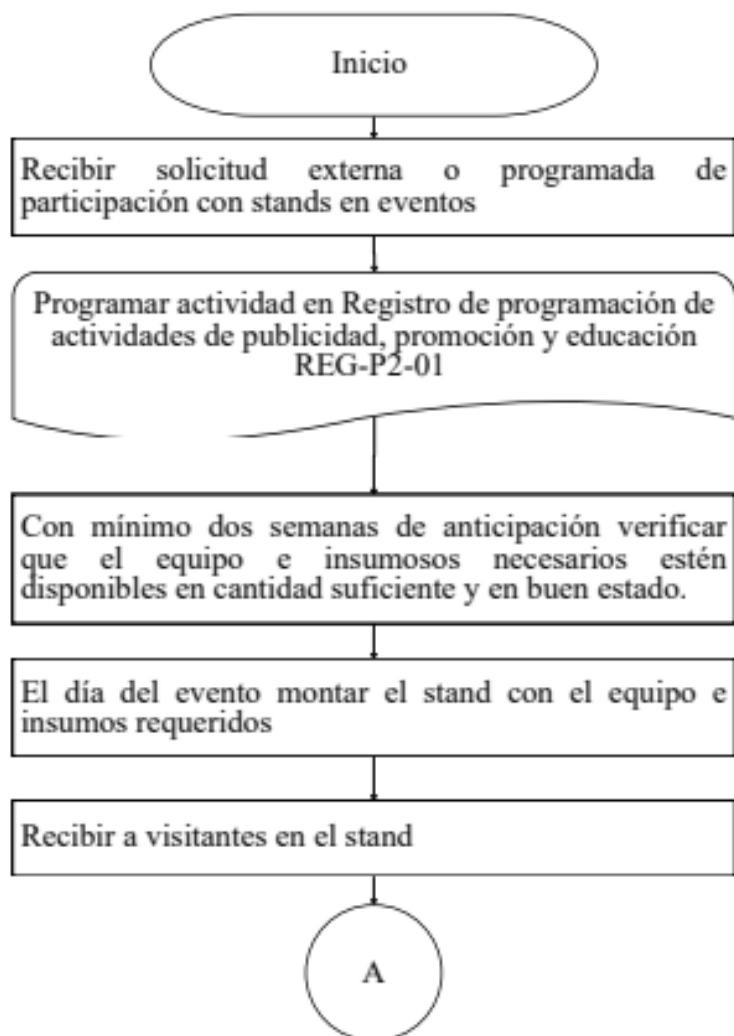 Inicio
Recibir solicitud externa o programada de
participación con stands en eventos
Programar actividad en Registro de programación de
actividades de publicidad, promoción y educación
REG-P2-01
Con mínimo dos semanas de anticipación verificar
que el equipo e insumosos necesarios estén
disponibles en cantidad suficiente y en buen estado.
El día del evento montar el stand con el equipo e
insumos requeridos
Recibir a visitantes en el stand
A